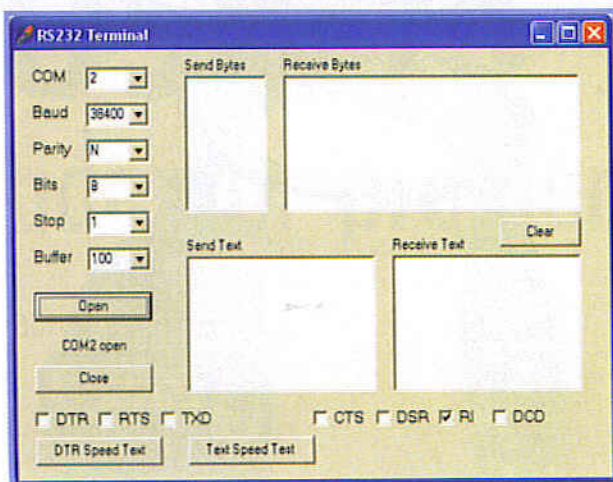 RS232 Terminal
COM 2
Send Bytes
Receive Bytes
Baud 38400
Parity N
Bits 8
Stop 1
Clear
Buffer 100
Send Text
Receive Text
Open
COM2 open
Close
DTR RTS TXD CTS DSR RI DCD
DTR Speed Text Text Speed Test